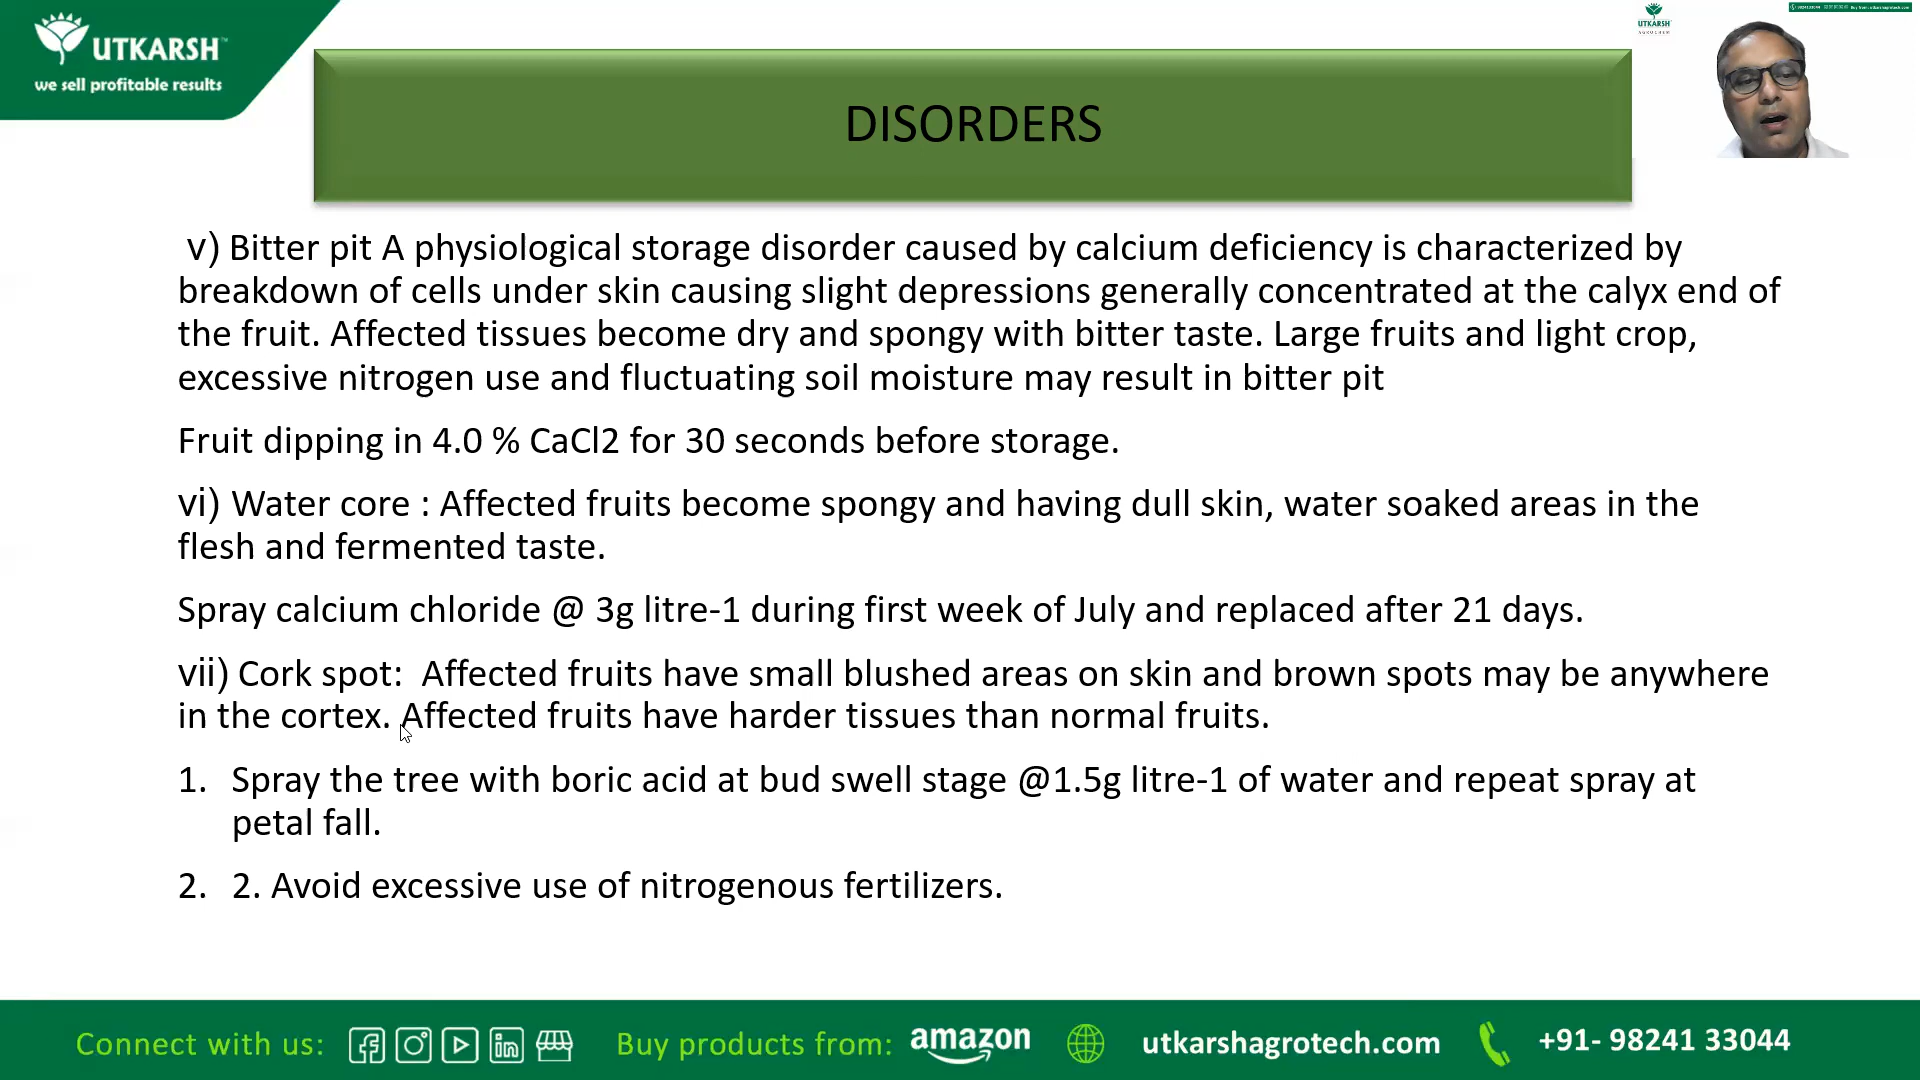 UTKARSH™
we sell profitable results
UTKARSH
AGROCHEM
DISORDERS
v) Bitter pit A physiological storage disorder caused by calcium deficiency is characterized by
breakdown of cells under skin causing slight depressions generally concentrated at the calyx end of
the fruit. Affected tissues become dry and spongy with bitter taste. Large fruits and light crop,
excessive nitrogen use and fluctuating soil moisture may result in bitter pit
Fruit dipping in 4.0 % CaCl2 for 30 seconds before storage.
vi) Water core : Affected fruits become spongy and having dull skin, water soaked areas in the
flesh and fermented taste.
Spray calcium chloride @ 3g litre-1 during first week of July and replaced after 21 days.
vii) Cork spot:  Affected fruits have small blushed areas on skin and brown spots may be anywhere
in the cortex. Affected fruits have harder tissues than normal fruits.
1. Spray the tree with boric acid at bud swell stage @1.5g litre-1 of water and repeat spray at
petal fall.
2. 2. Avoid excessive use of nitrogenous fertilizers.
Connect with us: in Buy products from: amazon utkarshagrotech.com +91- 98241 33044